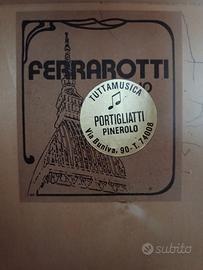 FERRAROTTI
TUTTAMUSICA
PORTIGLIATTI
PINEROLO
Via Buniva, 90-T. 74008
subito